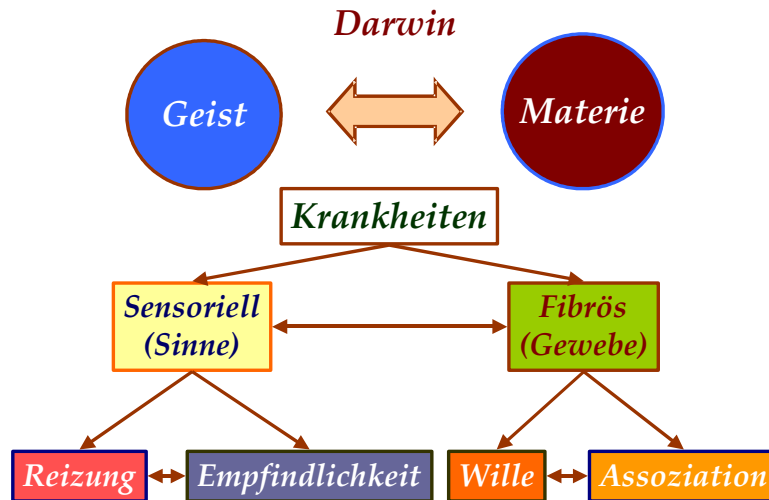 Darwin
Geist
Materie
Krankheiten
Sensoriell
(Sinne)
Fibrös
(Gewebe)
Reizung
Empfindlichkeit
Wille
Assoziation